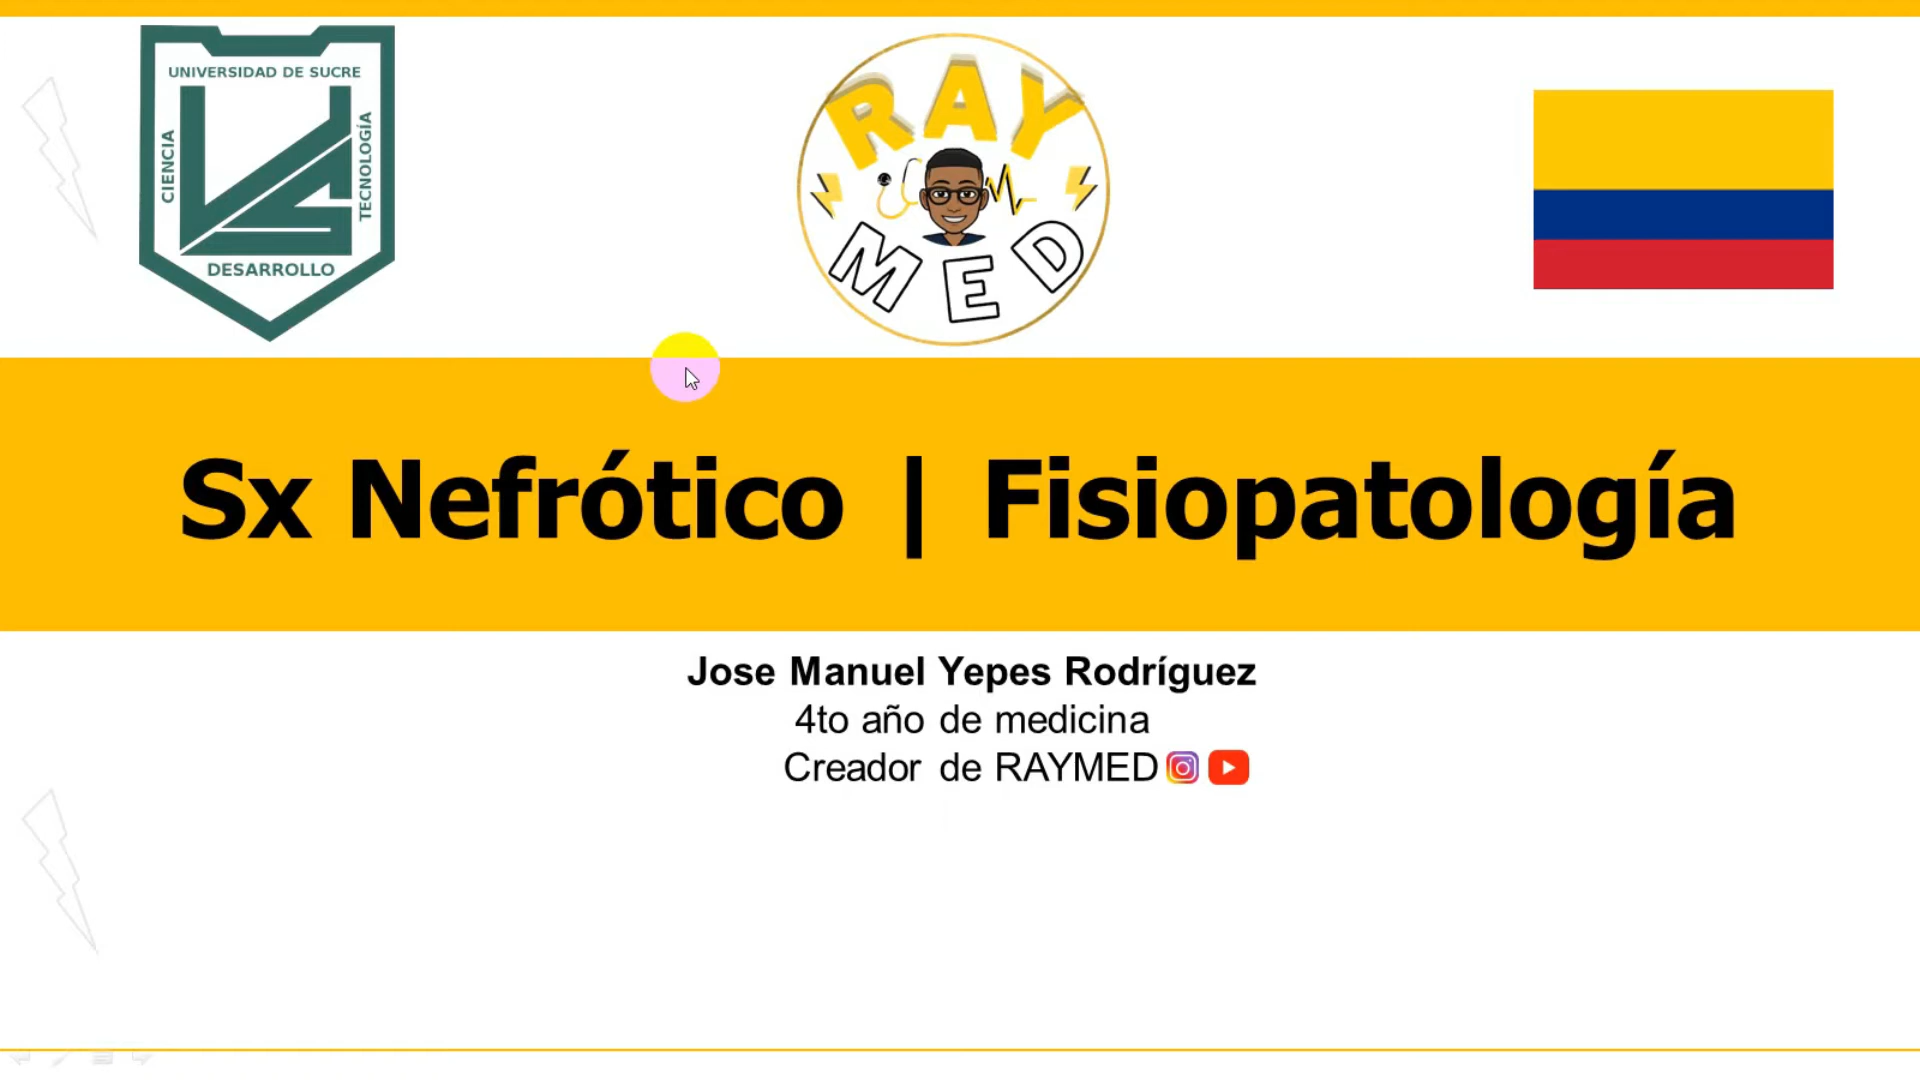 UNIVERSIDAD DE SUCRE
CIENCIA
TECNOLOGÍA
DESARROLLO
RAY
MED
Sx Nefrótico | Fisiopatología
Jose Manuel Yepes Rodríguez
4to año de medicina
Creador de RAYMED